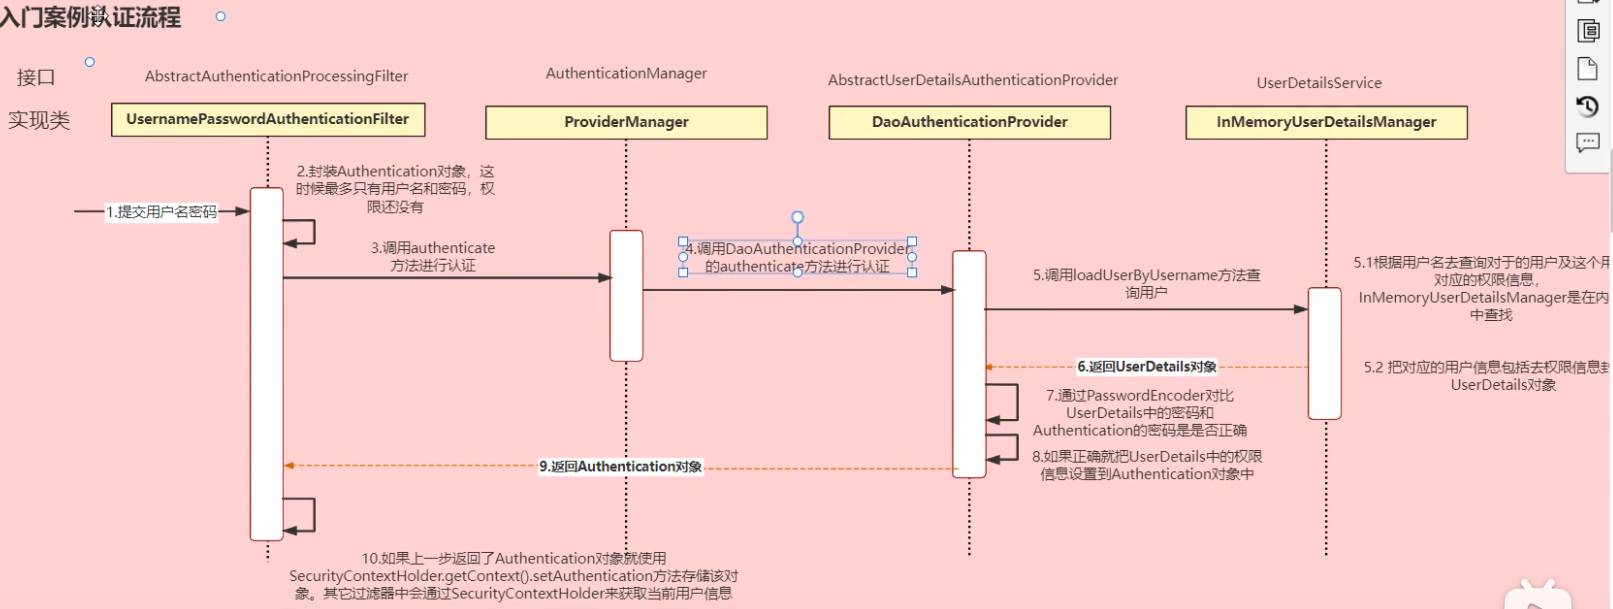 入门案例认证流程
接口
AbstractAuthenticationProcessingFilter
AuthenticationManager
AbstractUserDetailsAuthenticationProvider
UserDetailsService
实现类
UsernamePasswordAuthenticationFilter
ProviderManager
DaoAuthenticationProvider
InMemoryUserDetailsManager
1.提交用户名密码
2.封装Authentication对象，这
时候最多只有用户名和密码，权
限还没有
3.调用authenticate
方法进行认证
4.调用DaoAuthenticationProvider
的authenticate方法进行认证
5.调用loadUserByUsername方法查
询用户
5.1根据用户名去查询对于的用户及这个用
对应的权限信息，
InMemoryUserDetailsManager是在内
中查找
6.返回UserDetails对象
5.2 把对应的用户信息包括去权限信息封
UserDetails对象
7.通过PasswordEncoder对比
UserDetails中的密码和
Authentication的密码是是否正确
8.如果正确就把UserDetails中的权限
信息设置到Authentication对象中
9.返回Authentication对象
10.如果上一步返回了Authentication对象就使用
SecurityContextHolder.getContext().setAuthentication方法存储该对
象。其它过滤器中会通过SecurityContextHolder来获取当前用户信息